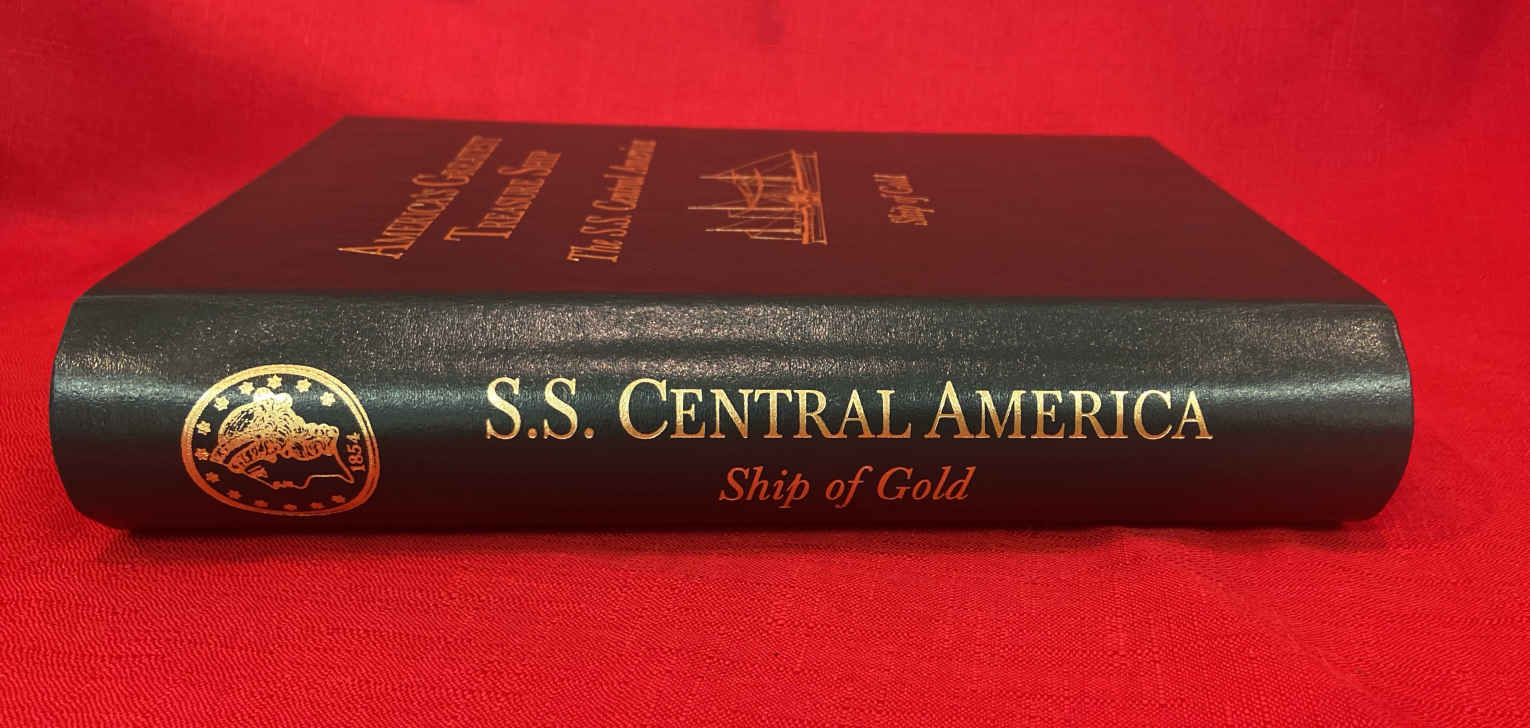 America's Greatest
Treasure Ship
The S.S. Central America
Ship of Gold
1854
S.S. Central America
Ship of Gold